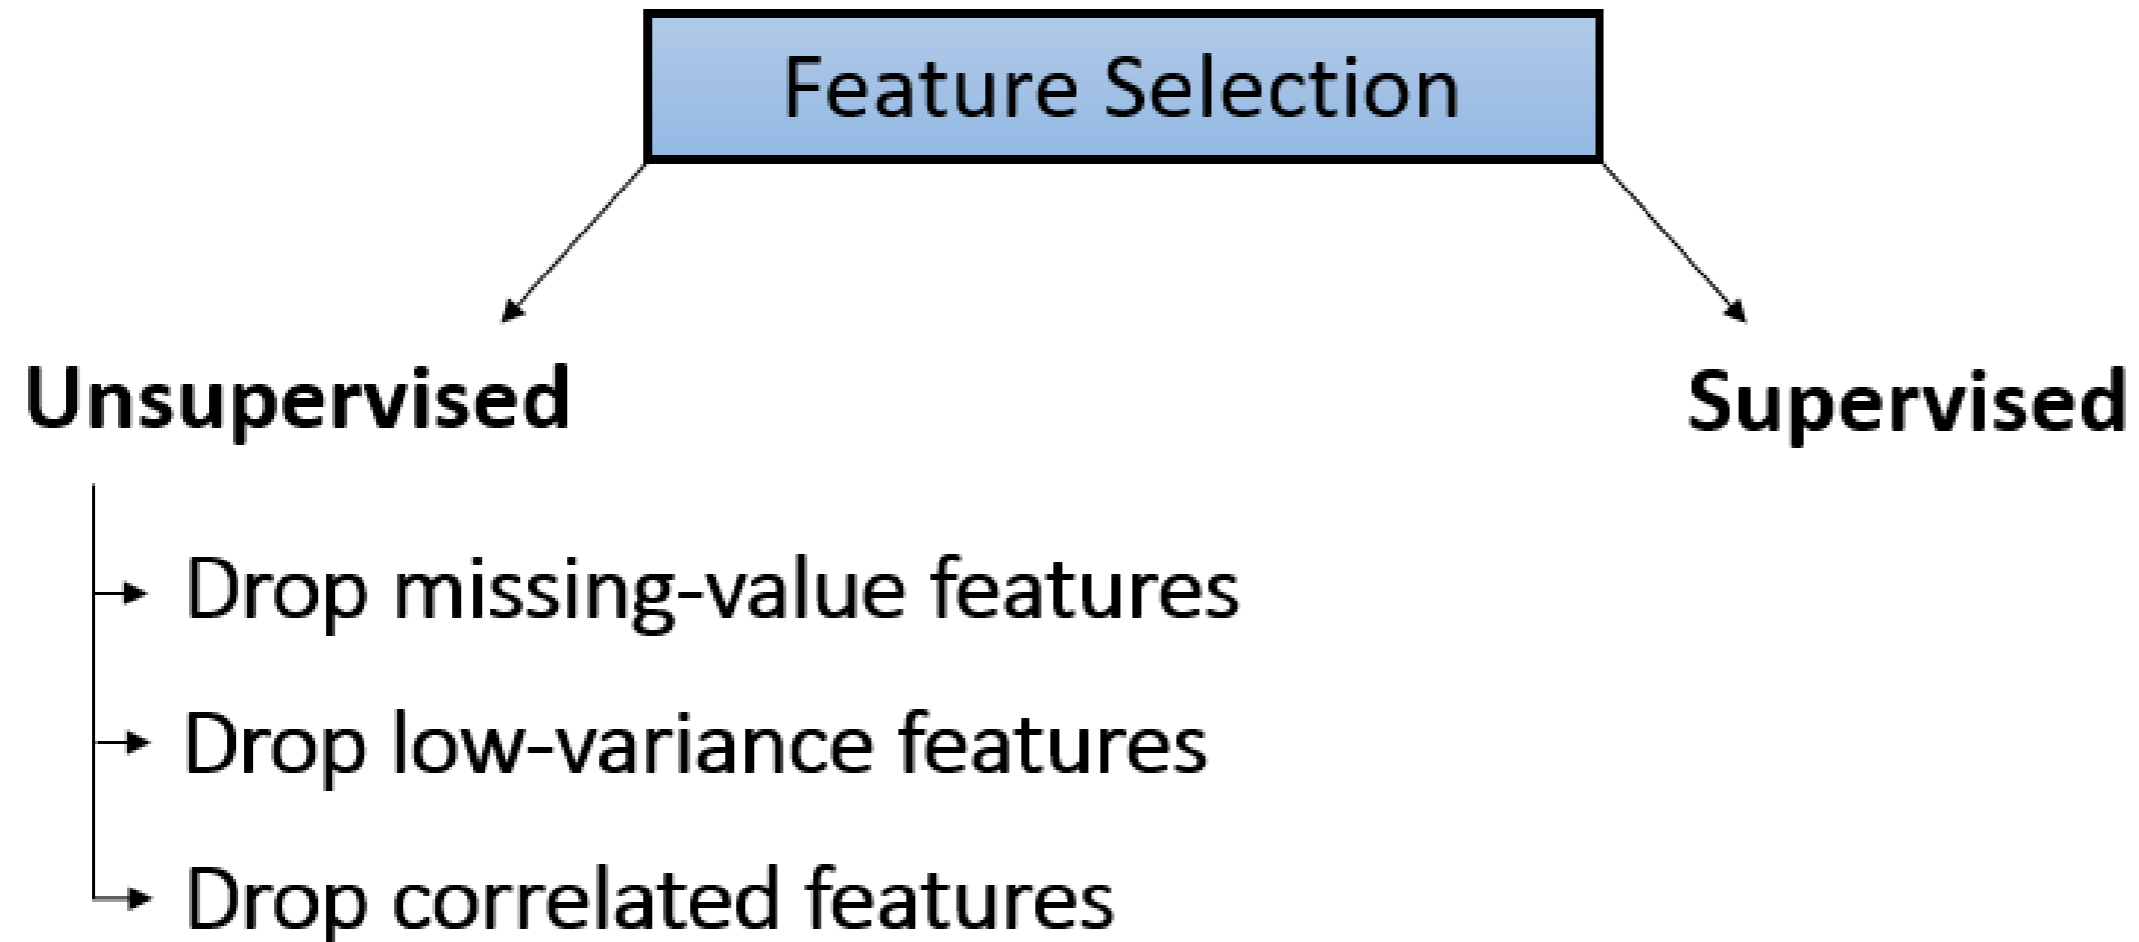 Feature Selection
Unsupervised
Supervised
Drop missing-value features
Drop low-variance features
Drop correlated features